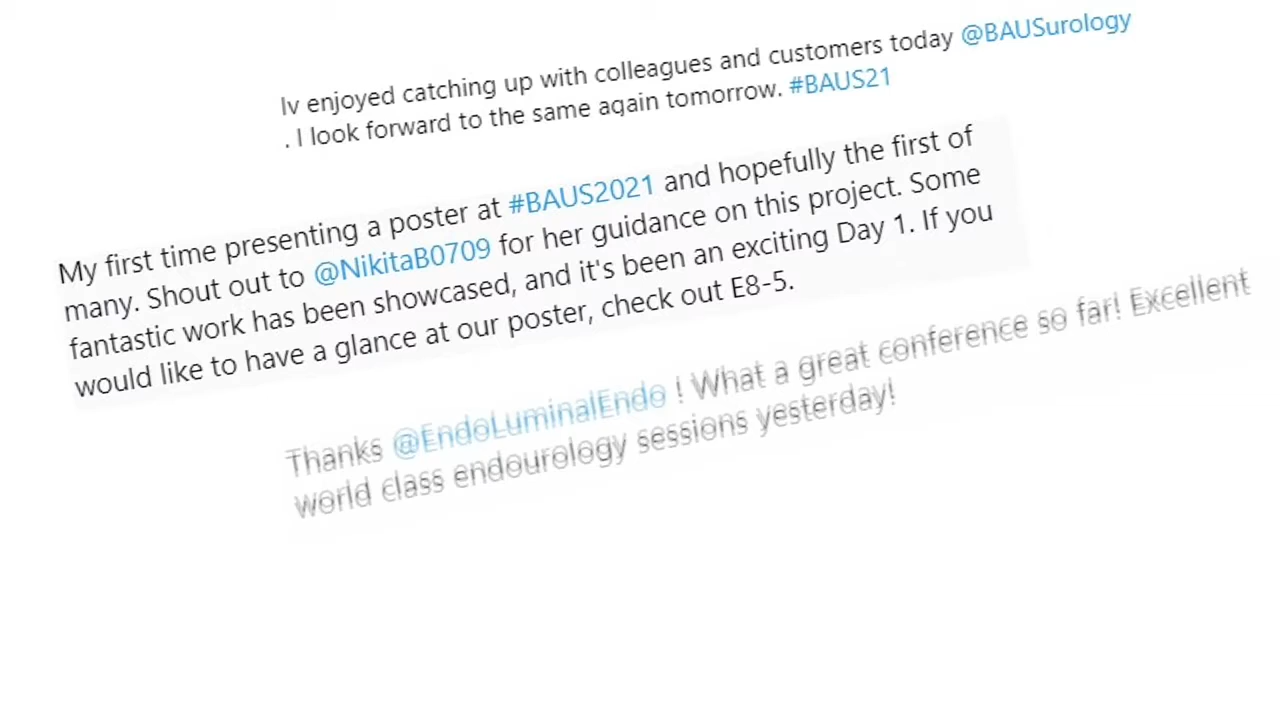 Iv enjoyed catching up with colleagues and customers today @BAUSurology
. I look forward to the same again tomorrow. #BAUS21
My first time presenting a poster at #BAUS2021 and hopefully the first of
many. Shout out to @NikitaB0709 for her guidance on this project. Some
fantastic work has been showcased, and it's been an exciting Day 1. If you
would like to have a glance at our poster, check out E8-5.
Thanks @EndoLuminalEndo ! What a great conference so far! Excellent
world class endourology sessions yesterday!